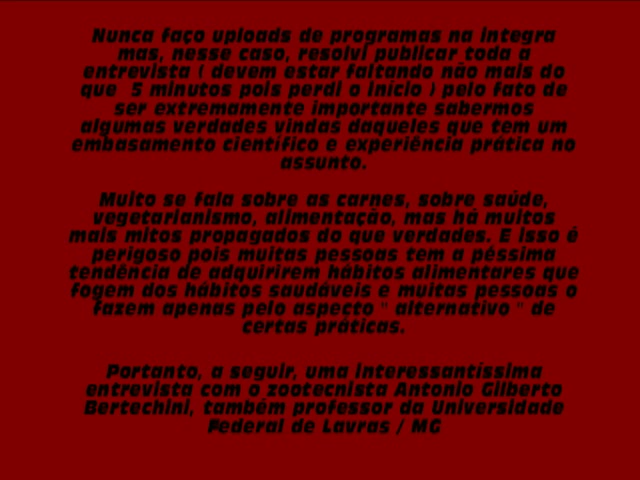 Nunca faço uploads de programas na íntegra
mas, nesse caso, resolvi publicar toda a
entrevista ( devem estar faltando não mais do
que 5 minutos pois perdi o início ) pelo fato de
ser extremamente importante sabermos
algumas verdades vindas daqueles que tem um
embasamento científico e experiência prática no
assunto.
Muito se fala sobre as carnes, sobre saúde,
vegetarianismo, alimentação, mas há muitos
mais mitos propagados do que verdades. E isso é
perigoso pois muitas pessoas tem a péssima
tendência de adquirirem hábitos alimentares que
fogem dos hábitos saudáveis e muitas pessoas o
fazem apenas pelo aspecto " alternativo " de
certas práticas.
Portanto, a seguir, uma interessantíssima
entrevista com o zootecnista Antonio Gilberto
Bertechini, também professor da Universidade
Federal de Lavras / MG